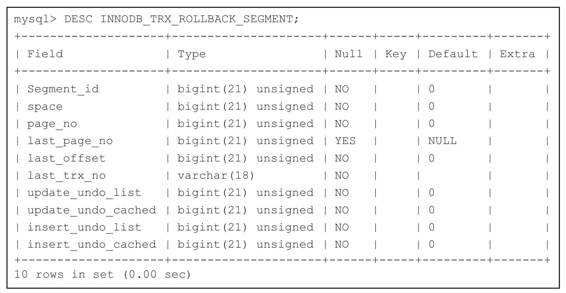 mysql> DESC INNODB_TRX_ROLLBACK_SEGMENT;
+--------------------+---------------------+------+-----+---------+-------+
| Field              | Type                | Null | Key | Default | Extra |
+--------------------+---------------------+------+-----+---------+-------+
| Segment_id         | bigint(21) unsigned | NO   |     | 0       |       |
| space              | bigint(21) unsigned | NO   |     | 0       |       |
| page_no            | bigint(21) unsigned | NO   |     | 0       |       |
| last_page_no       | bigint(21) unsigned | YES  |     | NULL    |       |
| last_offset        | bigint(21) unsigned | NO   |     | 0       |       |
| last_trx_no        | varchar(18)         | NO   |     |         |       |
| update_undo_list   | bigint(21) unsigned | NO   |     | 0       |       |
| update_undo_cached | bigint(21) unsigned | NO   |     | 0       |       |
| insert_undo_list   | bigint(21) unsigned | NO   |     | 0       |       |
| insert_undo_cached | bigint(21) unsigned | NO   |     | 0       |       |
+--------------------+---------------------+------+-----+---------+-------+
10 rows in set (0.00 sec)